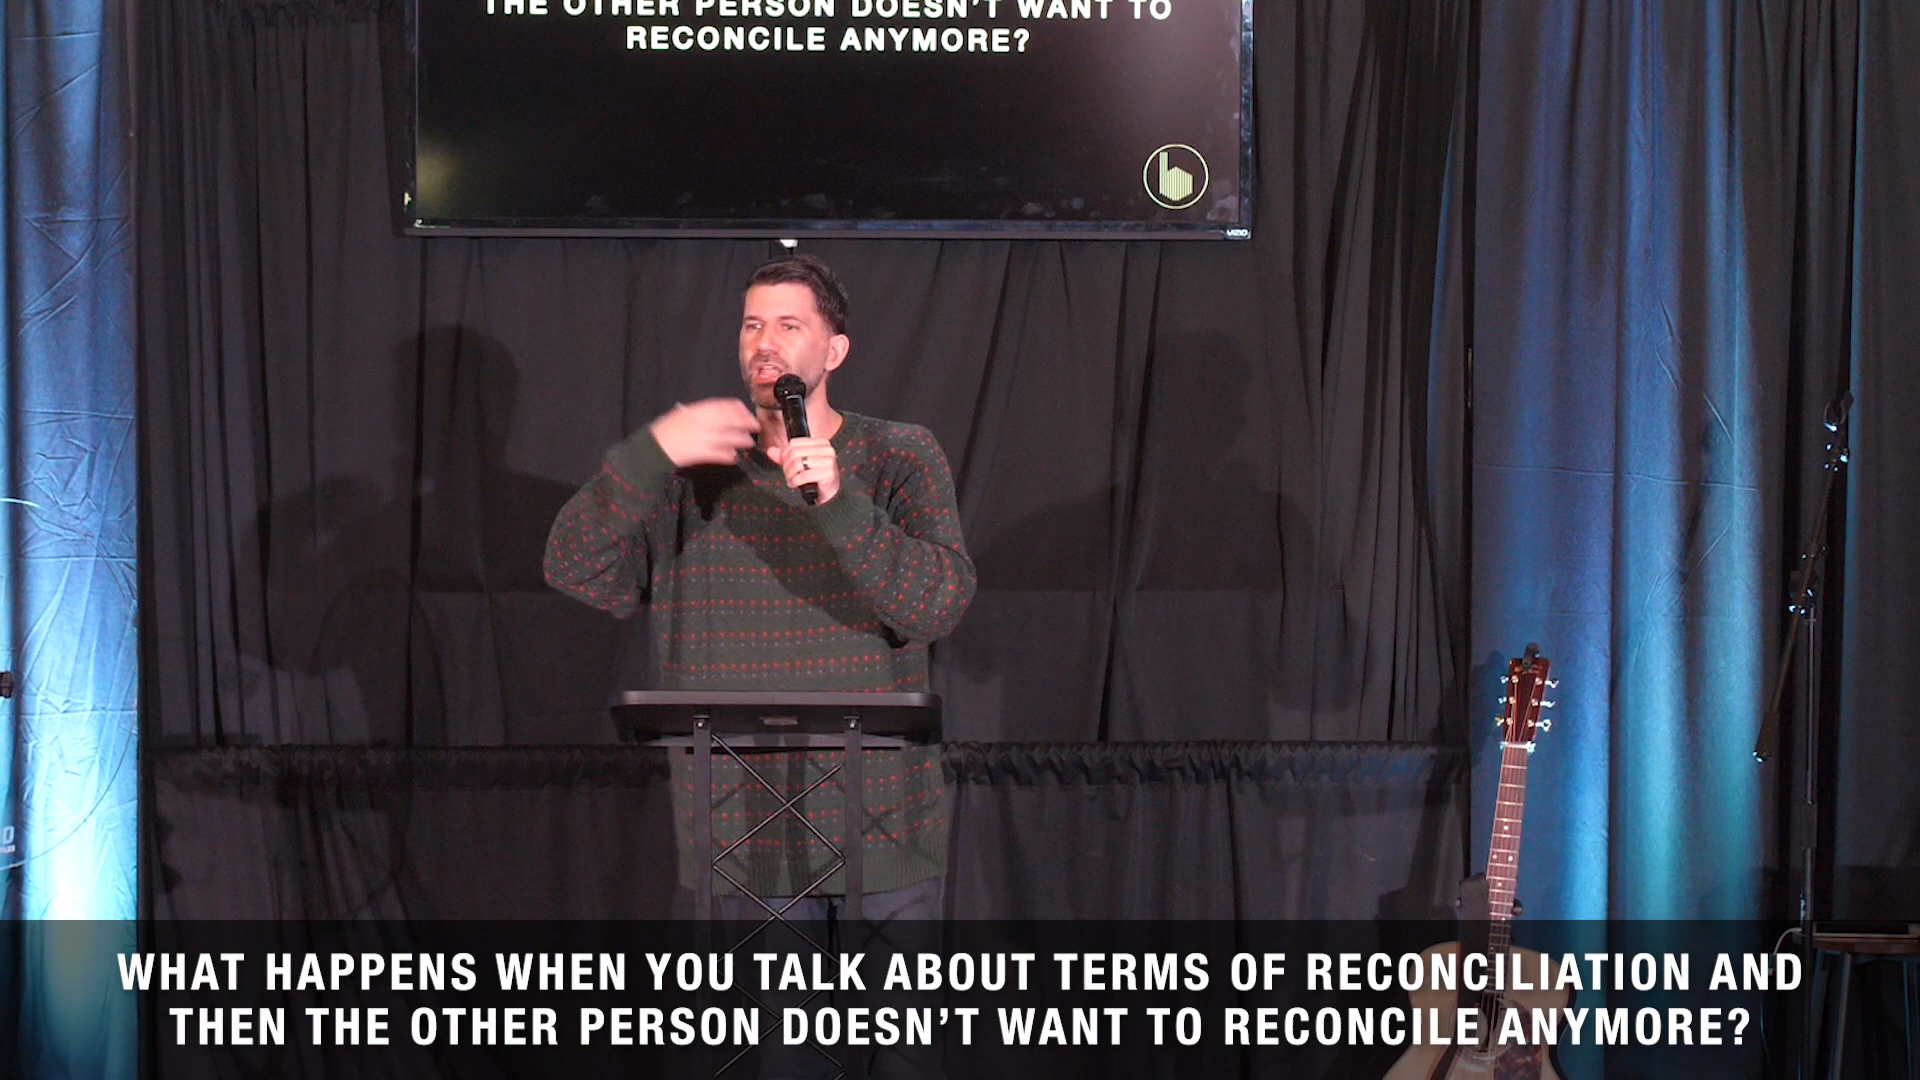 THE OTHER PERSON DOESN'T WANT TO
RECONCILE ANYMORE?
VIZIO
WHAT HAPPENS WHEN YOU TALK ABOUT TERMS OF RECONCILIATION AND
THEN THE OTHER PERSON DOESN'T WANT TO RECONCILE ANYMORE?